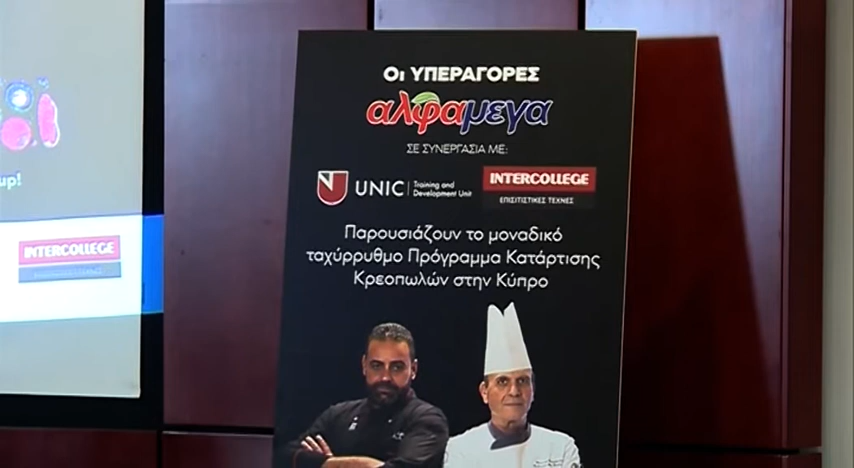 Οι ΥΠΕΡΑΓΟΡΕΣ
αλφαμεγα
ΣΕ ΣΥΝΕΡΓΑΣΙΑ ΜΕ:
UNIC Training and
Development Unit
INTERCOLLEGE
ΕΠΙΣΙΤΙΣΤΙΚΕΣ ΤΕΧΝΕΣ
Παρουσιάζουν το μοναδικό
ταχύρρυθμο Πρόγραμμα Κατάρτισης
Κρεοπωλών στην Κύπρο
up!
INTERCOLLEGE